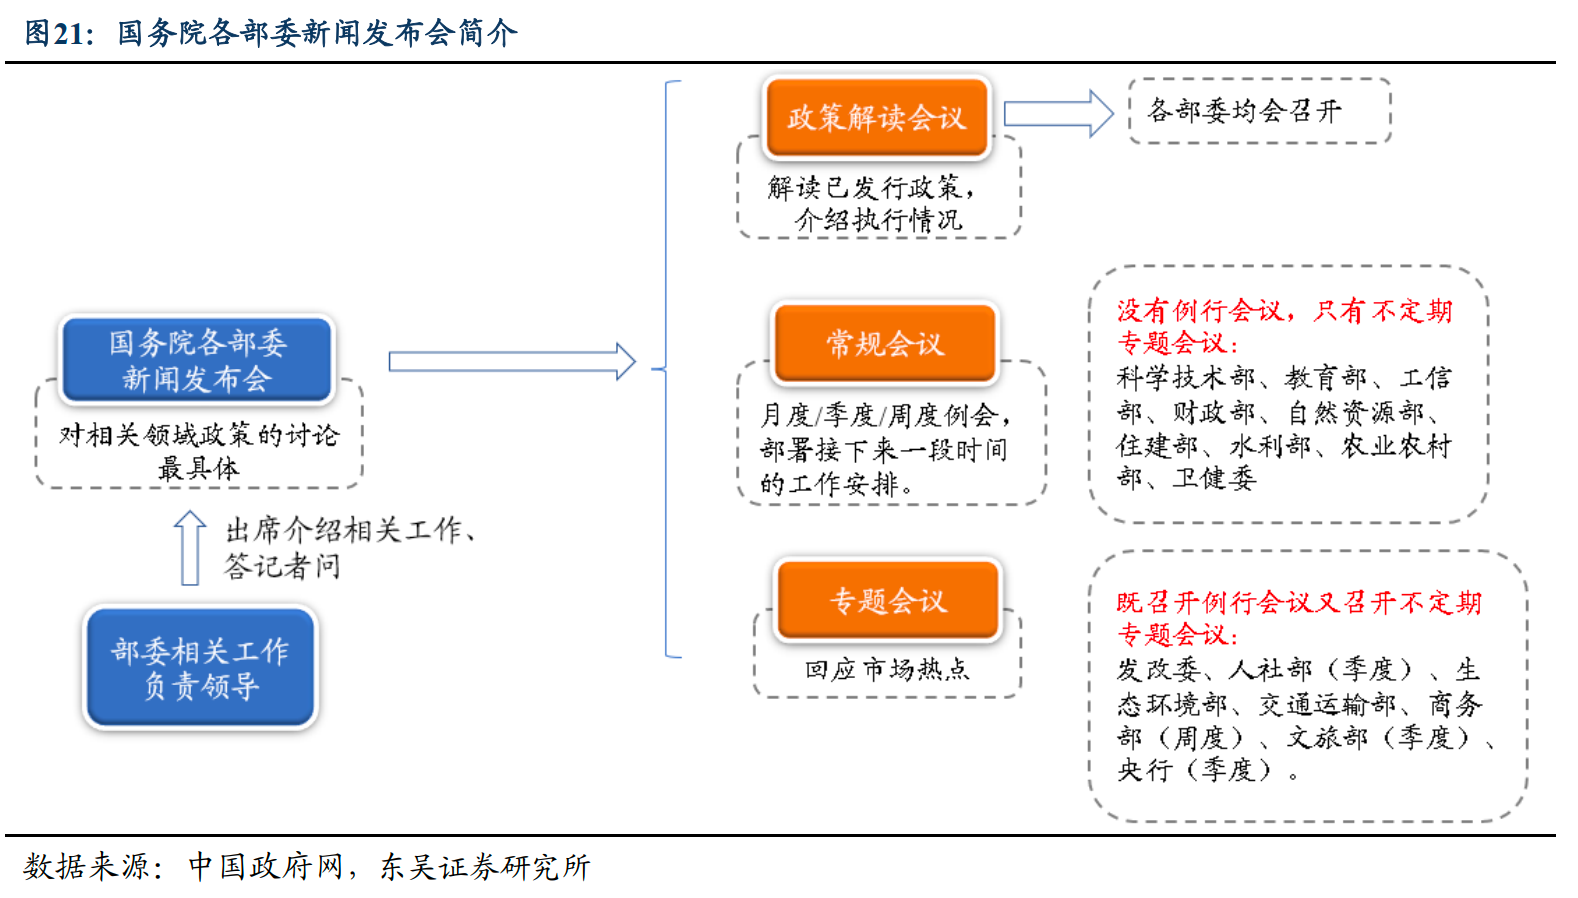 图21：国务院各部委新闻发布会简介
政策解读会议
各部委均会召开
解读已发行政策，
介绍执行情况
国务院各部委
新闻发布会
对相关领域政策的讨论
最具体
常规会议
月度/季度/周度例会，
部署接下来一段时间
的工作安排。
没有例行会议，只有不定期
专题会议：
科学技术部、教育部、工信
部、财政部、自然资源部、
住建部、水利部、农业农村
部、卫健委
出席介绍相关工作、
答记者问
部委相关工作
负责领导
专题会议
回应市场热点
既召开例行会议又召开不定期
专题会议：
发改委、人社部（季度）、生
态环境部、交通运输部、商务
部（周度）、文旅部（季度）、
央行（季度）。
数据来源：中国政府网，东吴证券研究所